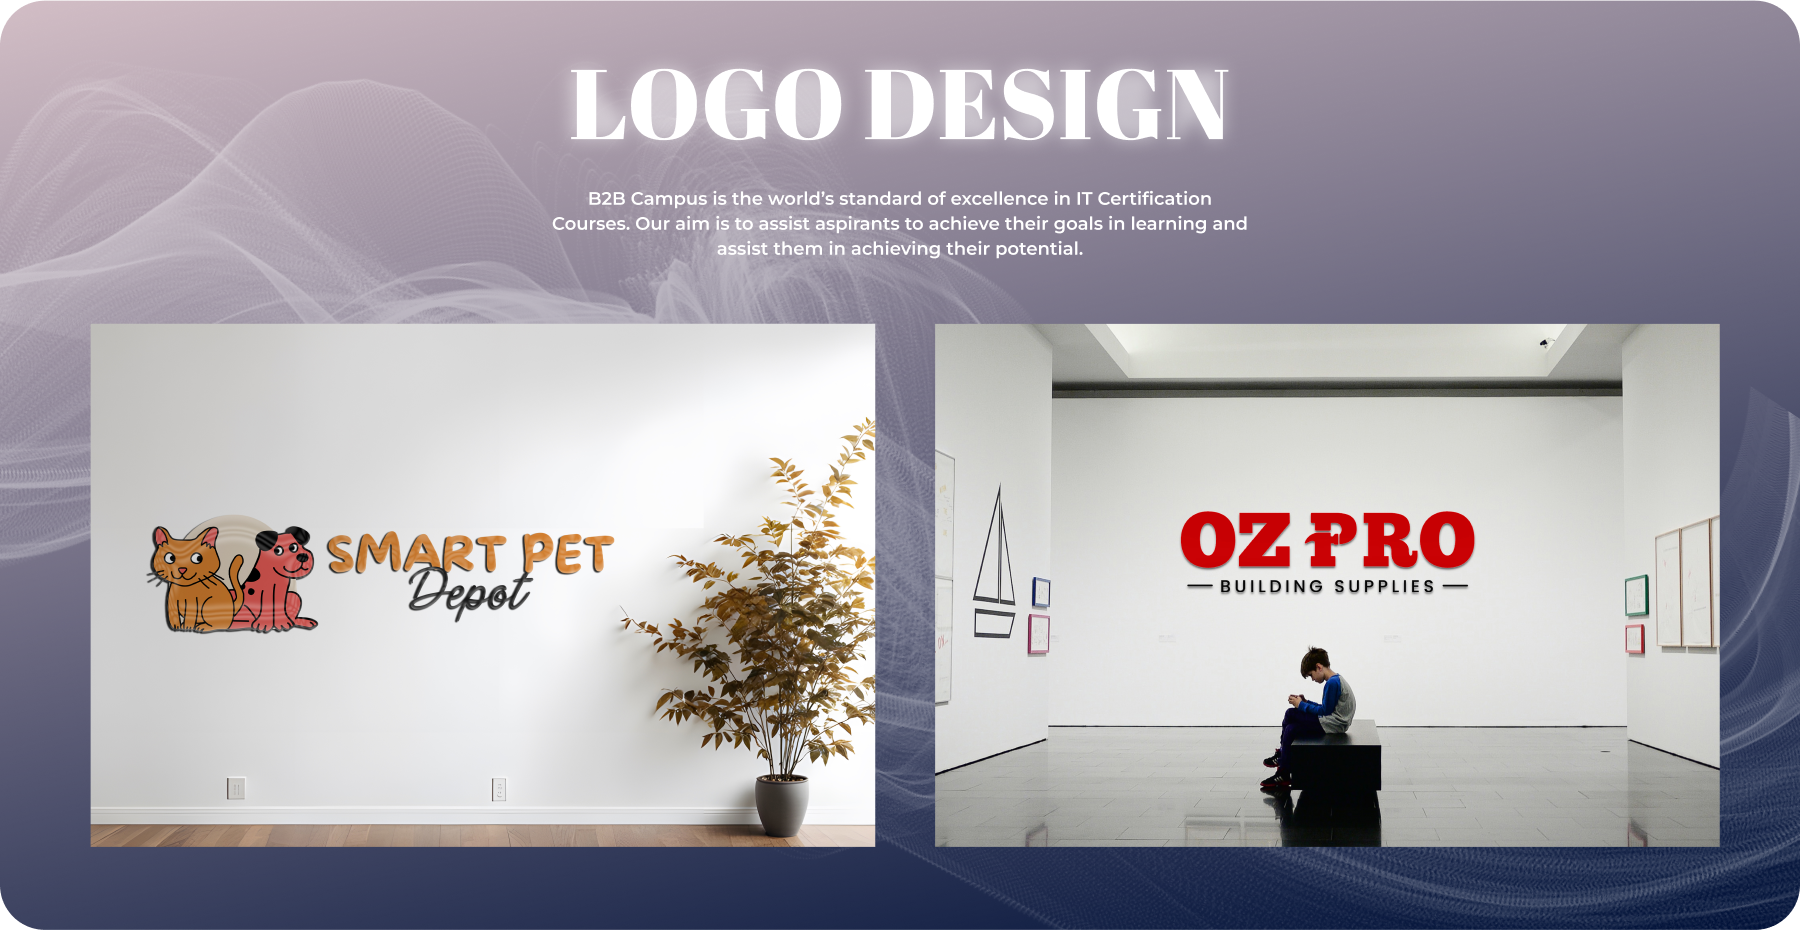 LOGO DESIGN
B2B Campus is the world’s standard of excellence in IT Certification
Courses. Our aim is to assist aspirants to achieve their goals in learning and
assist them in achieving their potential.
SMART PET
Depot
OZ PRO
BUILDING SUPPLIES